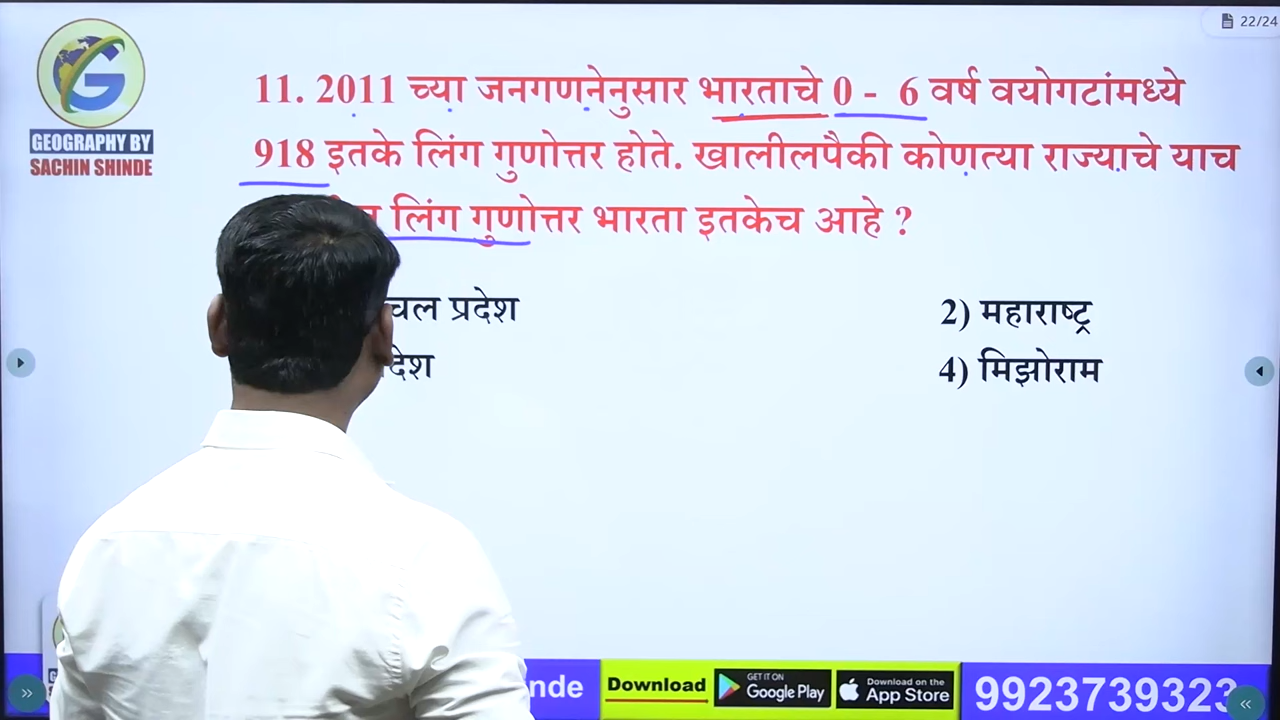 22/24
GEOGRAPHY BY
SACHIN SHINDE
11. 2011 च्या जनगणनेनुसार भारताचे 0 - 6 वर्ष वयोगटांमध्ये
918 इतके लिंग गुणोत्तर होते. खालीलपैकी कोणत्या राज्याचे याच
लिंग गुणोत्तर भारता इतकेच आहे ?
चल प्रदेश
2) महाराष्ट्र
देश
4) मिझोराम
nde
Download
GET IT ON
Google Play
Download on the
App Store
9923739323